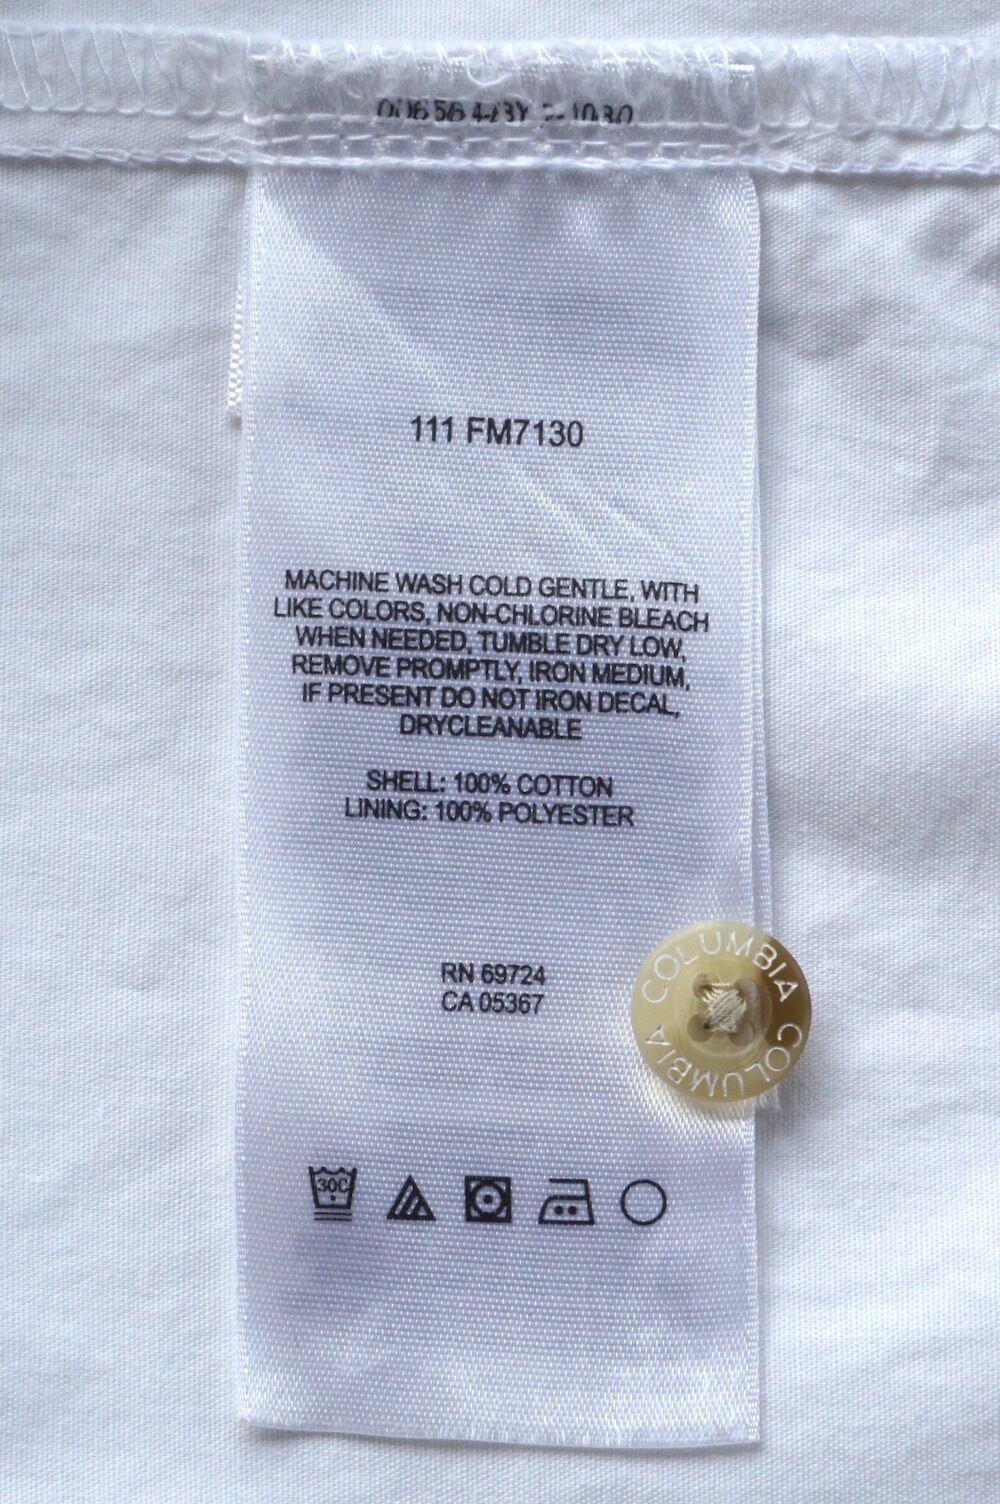 111 FM7130
MACHINE WASH COLD GENTLE, WITH
LIKE COLORS, NON-CHLORINE BLEACH
WHEN NEEDED, TUMBLE DRY LOW,
REMOVE PROMPTLY, IRON MEDIUM,
IF PRESENT DO NOT IRON DECAL,
DRYCLEANABLE
SHELL: 100% COTTON
LINING: 100% POLYESTER
RN 69724
CA 05367
COLUMBIA COLUMBIA
30C